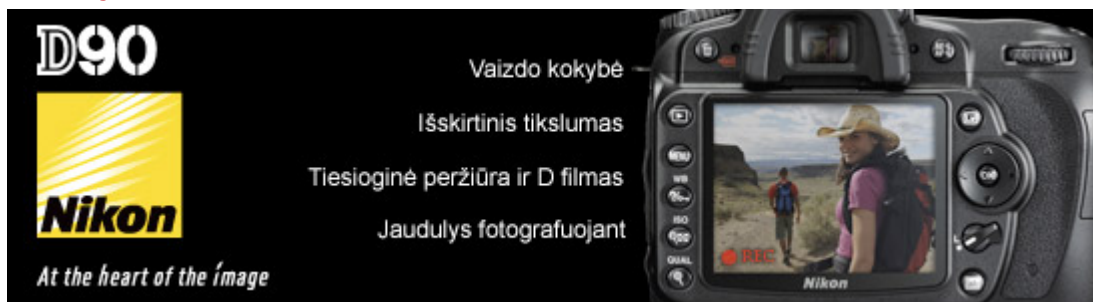 D90
Nikon
At the heart of the image
Vaizdo kokybė
Išskirtinis tikslumas
Tiesioginė peržiūra ir D filmas
Jaudulys fotografuojant
MENU
WB
ISO
QUAL
OK
REC
Nikon